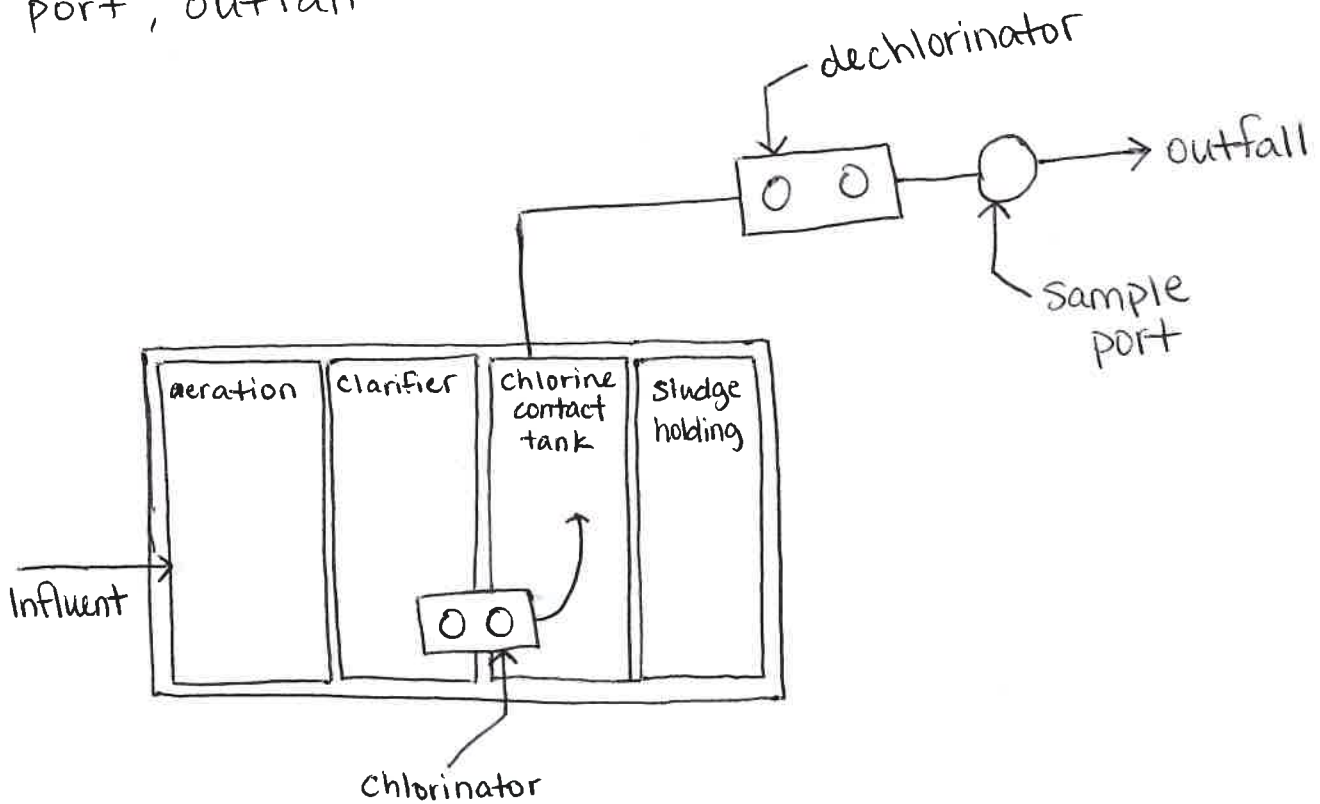 port, outfall
dechlorinator
outfall
sample
port
aeration
clarifier
chlorine
contact
tank
sludge
holding
Influent
Chlorinator